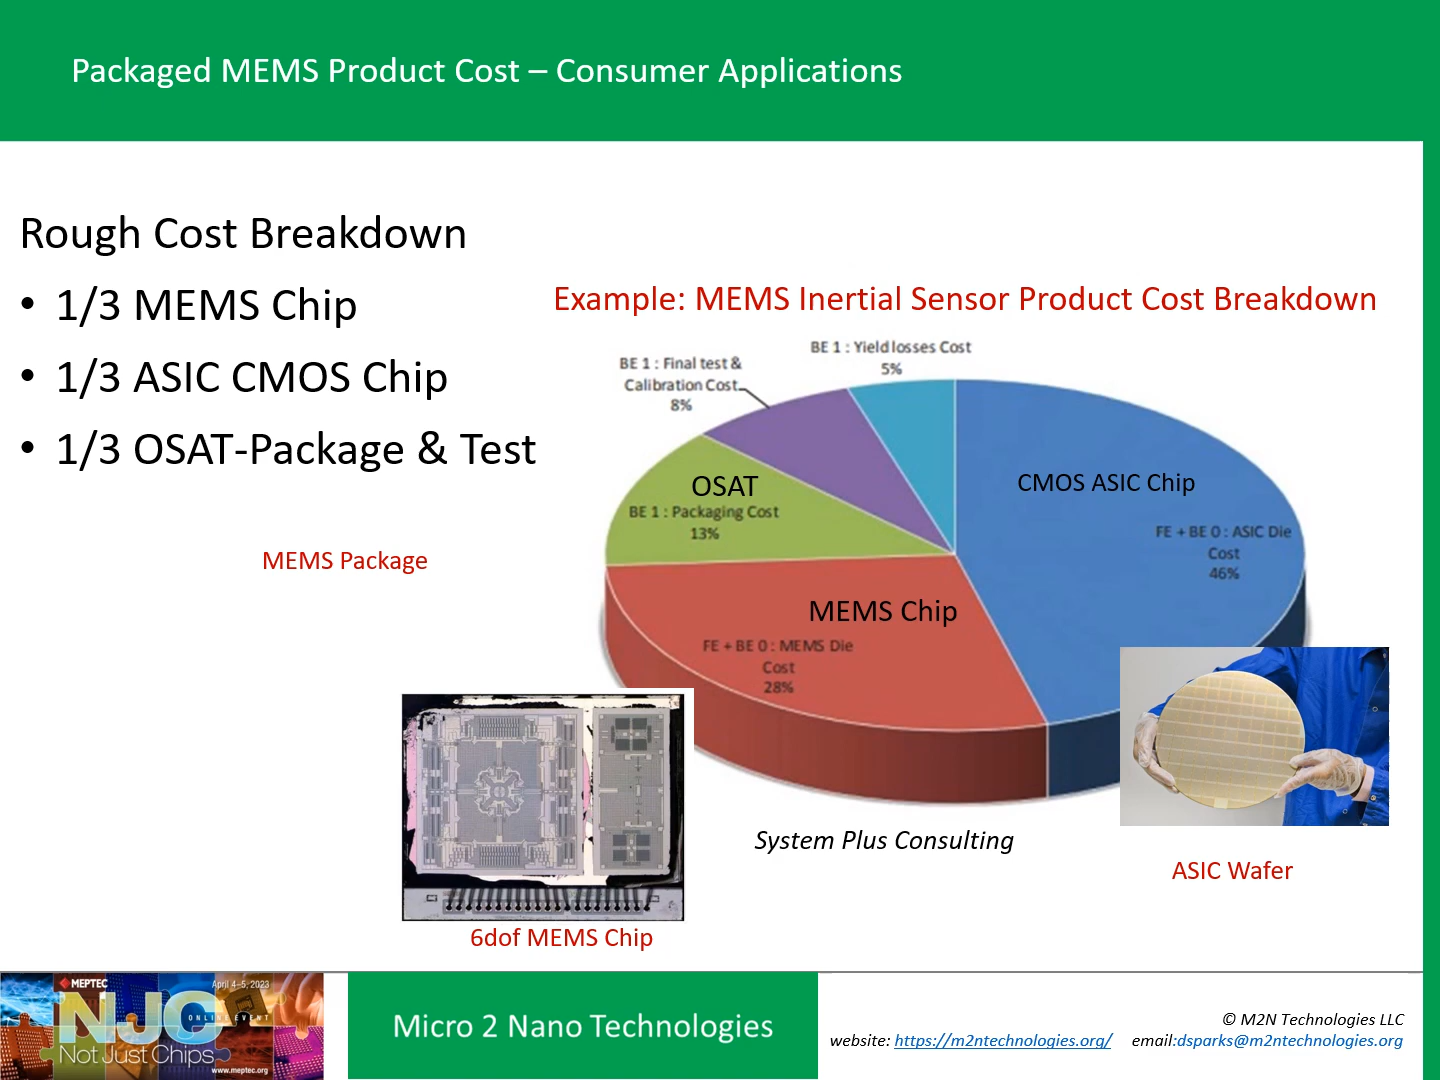 Packaged MEMS Product Cost – Consumer Applications
Rough Cost Breakdown
• 1/3 MEMS Chip
• 1/3 ASIC CMOS Chip
• 1/3 OSAT-Package & Test
MEMS Package
Example: MEMS Inertial Sensor Product Cost Breakdown
BE 1 : Yield losses Cost
5%
BE 1 : Final test &
Calibration Cost
8%
CMOS ASIC Chip
FE + BE 0 : ASIC Die
Cost
46%
OSAT
BE 1 : Packaging Cost
13%
MEMS Chip
FE + BE 0 : MEMS Die
Cost
28%
System Plus Consulting
ASIC Wafer
6dof MEMS Chip
MEPTEC
April 4-5, 2023
NJC
ONLINE EVENT
Not Just Chips
www.meptec.org
Micro 2 Nano Technologies
© M2N Technologies LLC
website: https://m2ntechnologies.org/ email:dsparks@m2ntechnologies.org